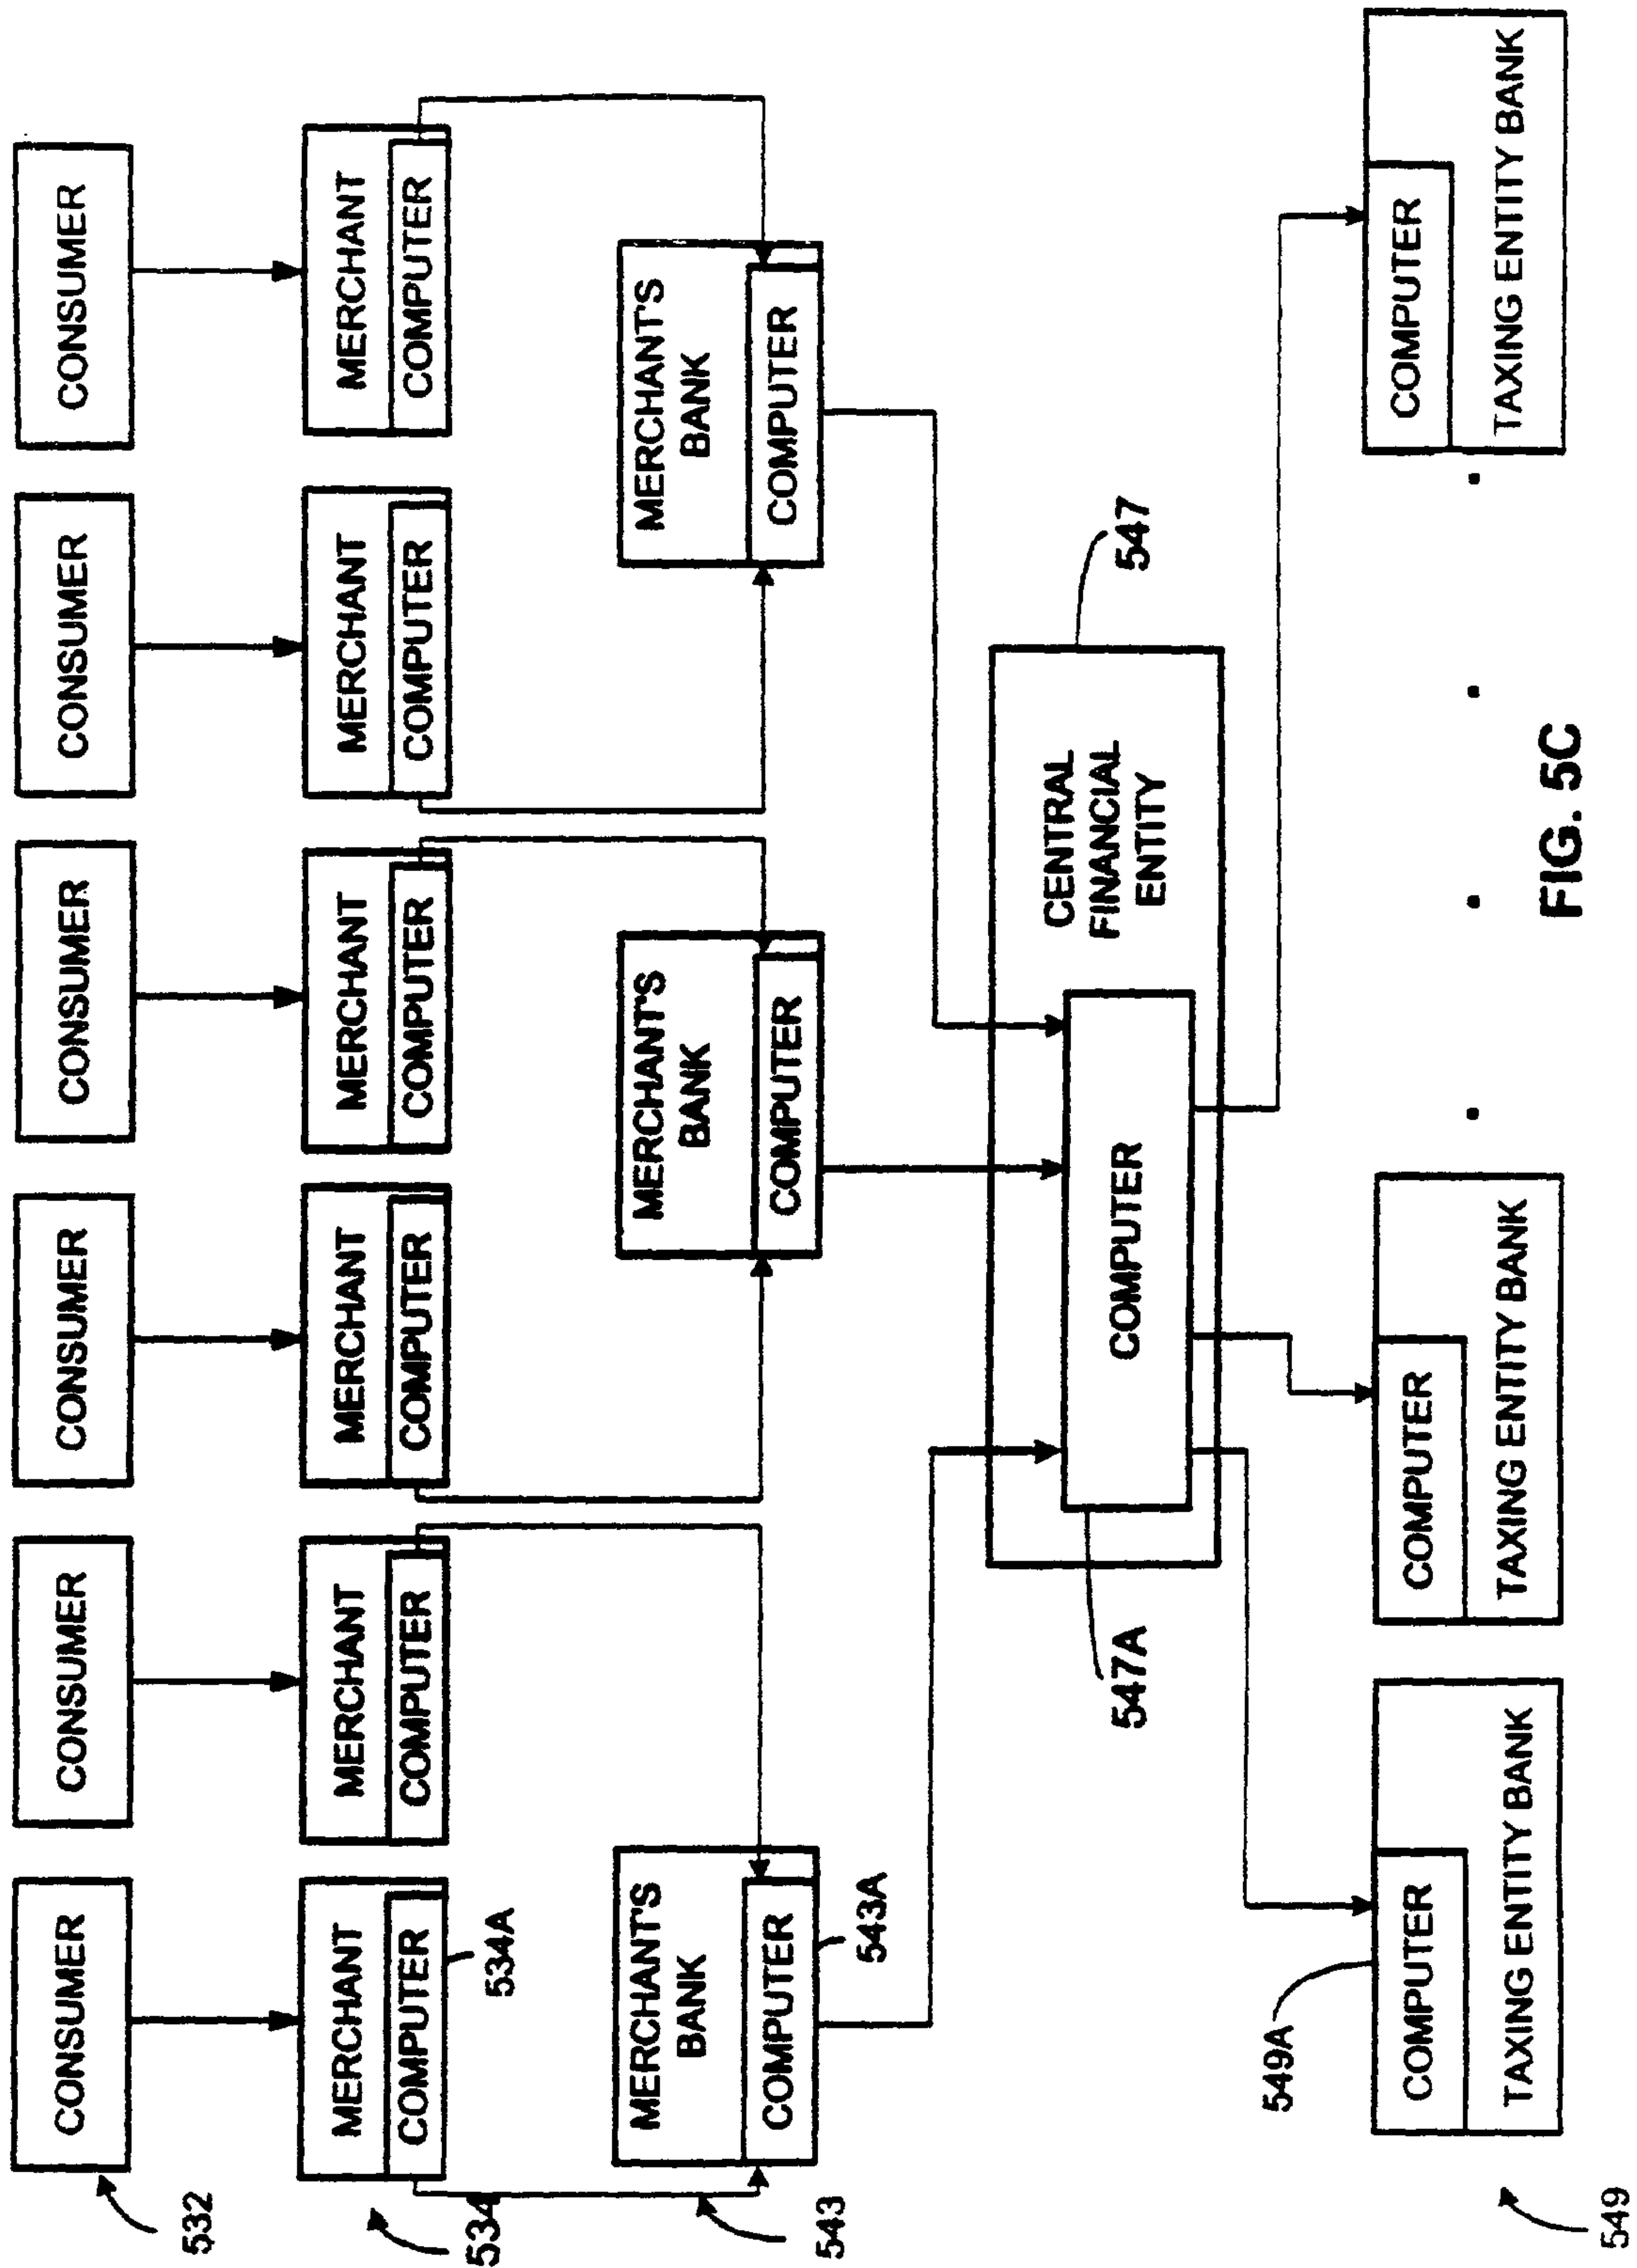 CONSUMER
CONSUMER
CONSUMER
CONSUMER
CONSUMER
CONSUMER
532
MERCHANT
COMPUTER
MERCHANT
COMPUTER
MERCHANT
COMPUTER
MERCHANT
COMPUTER
MERCHANT
COMPUTER
MERCHANT
COMPUTER
534
534A
MERCHANT'S
BANK
COMPUTER
MERCHANT'S
BANK
COMPUTER
MERCHANT'S
BANK
COMPUTER
543
543A
CENTRAL
FINANCIAL
ENTITY
COMPUTER
547
547A
549A
COMPUTER
TAXING ENTITY BANK
COMPUTER
TAXING ENTITY BANK
COMPUTER
TAXING ENTITY BANK
549
FIG. 5C